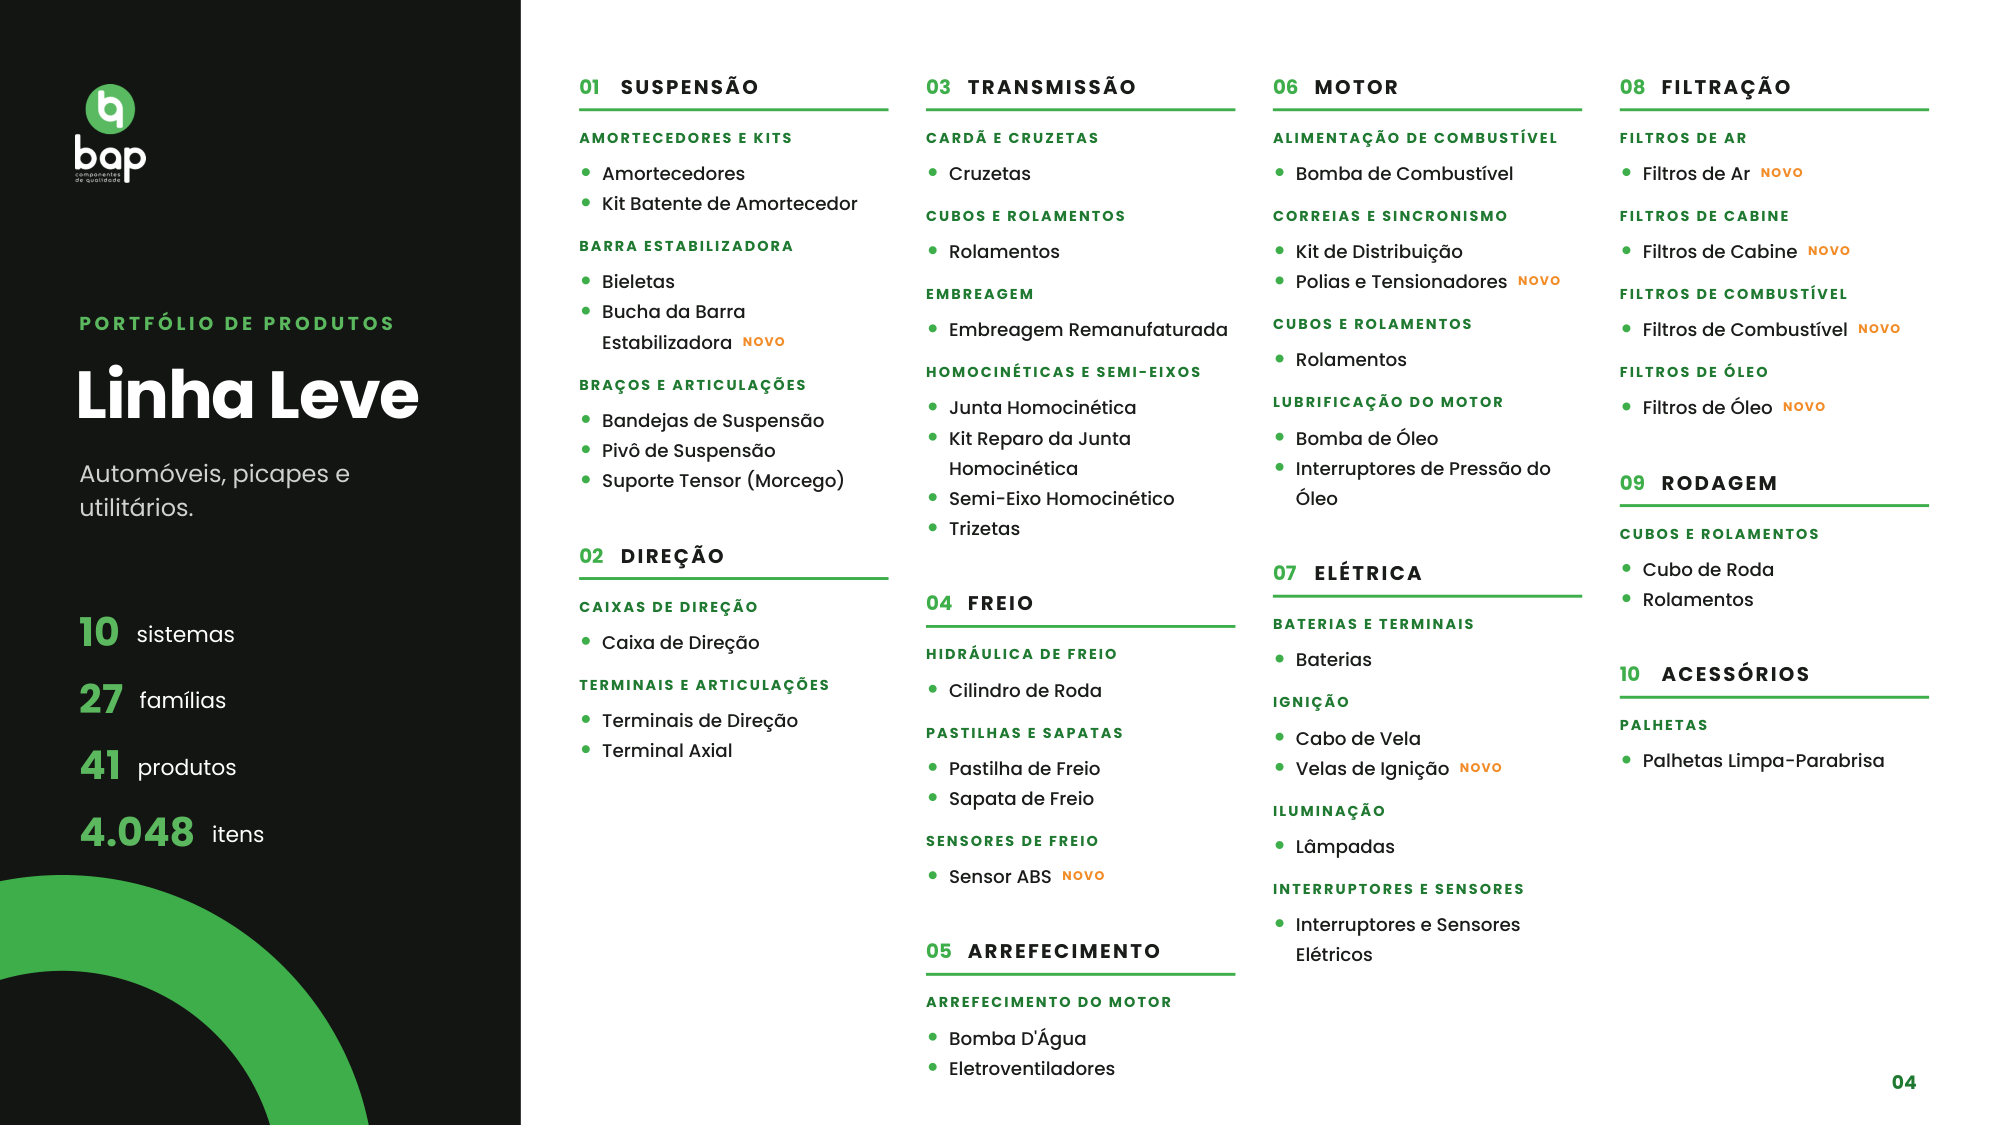 bap
componentes
de qualidade
PORTFÓLIO DE PRODUTOS
Linha Leve
Automóveis, picapes e
utilitários.
10 sistemas
27 famílias
41 produtos
4.048 itens
01 SUSPENSÃO
AMORTECEDORES E KITS
Amortecedores
Kit Batente de Amortecedor
BARRA ESTABILIZADORA
Bieletas
Bucha da Barra
Estabilizadora NOVO
BRAÇOS E ARTICULAÇÕES
Bandejas de Suspensão
Pivô de Suspensão
Suporte Tensor (Morcego)
02 DIREÇÃO
CAIXAS DE DIREÇÃO
Caixa de Direção
TERMINAIS E ARTICULAÇÕES
Terminais de Direção
Terminal Axial
03 TRANSMISSÃO
CARDÃ E CRUZETAS
Cruzetas
CUBOS E ROLAMENTOS
Rolamentos
EMBREAGEM
Embreagem Remanufaturada
HOMOCINÉTICAS E SEMI-EIXOS
Junta Homocinética
Kit Reparo da Junta
Homocinética
Semi-Eixo Homocinético
Trizetas
04 FREIO
HIDRÁULICA DE FREIO
Cilindro de Roda
PASTILHAS E SAPATAS
Pastilha de Freio
Sapata de Freio
SENSORES DE FREIO
Sensor ABS NOVO
05 ARREFECIMENTO
ARREFECIMENTO DO MOTOR
Bomba D'Água
Eletroventiladores
06 MOTOR
ALIMENTAÇÃO DE COMBUSTÍVEL
Bomba de Combustível
CORREIAS E SINCRONISMO
Kit de Distribuição
Polias e Tensionadores NOVO
CUBOS E ROLAMENTOS
Rolamentos
LUBRIFICAÇÃO DO MOTOR
Bomba de Óleo
Interruptores de Pressão do
Óleo
07 ELÉTRICA
BATERIAS E TERMINAIS
Baterias
IGNIÇÃO
Cabo de Vela
Velas de Ignição NOVO
ILUMINAÇÃO
Lâmpadas
INTERRUPTORES E SENSORES
Interruptores e Sensores
Elétricos
08 FILTRAÇÃO
FILTROS DE AR
Filtros de Ar NOVO
FILTROS DE CABINE
Filtros de Cabine NOVO
FILTROS DE COMBUSTÍVEL
Filtros de Combustível NOVO
FILTROS DE ÓLEO
Filtros de Óleo NOVO
09 RODAGEM
CUBOS E ROLAMENTOS
Cubo de Roda
Rolamentos
10 ACESSÓRIOS
PALHETAS
Palhetas Limpa-Parabrisa
04